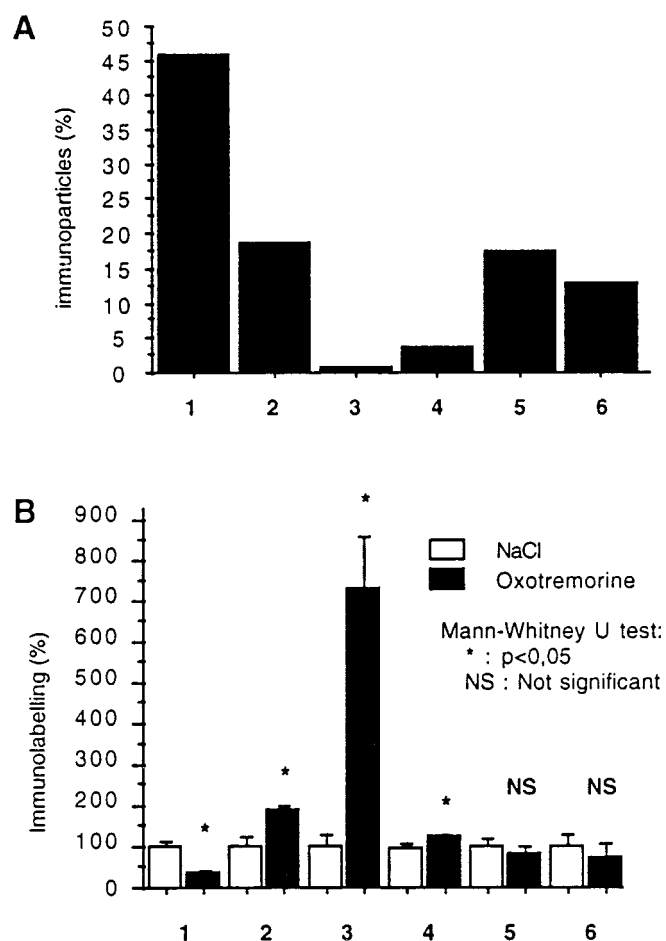 A
immunoparticles (%)
50
45
40
35
30
25
20
15
10
5
0
1 2 3 4 5 6
B
Immunolabelling (%)
900
800
700
600
500
400
300
200
100
0
NaCl
Oxotremorine
Mann-Whitney U test:
* : p<0,05
NS : Not significant
* * * * NS NS
1 2 3 4 5 6